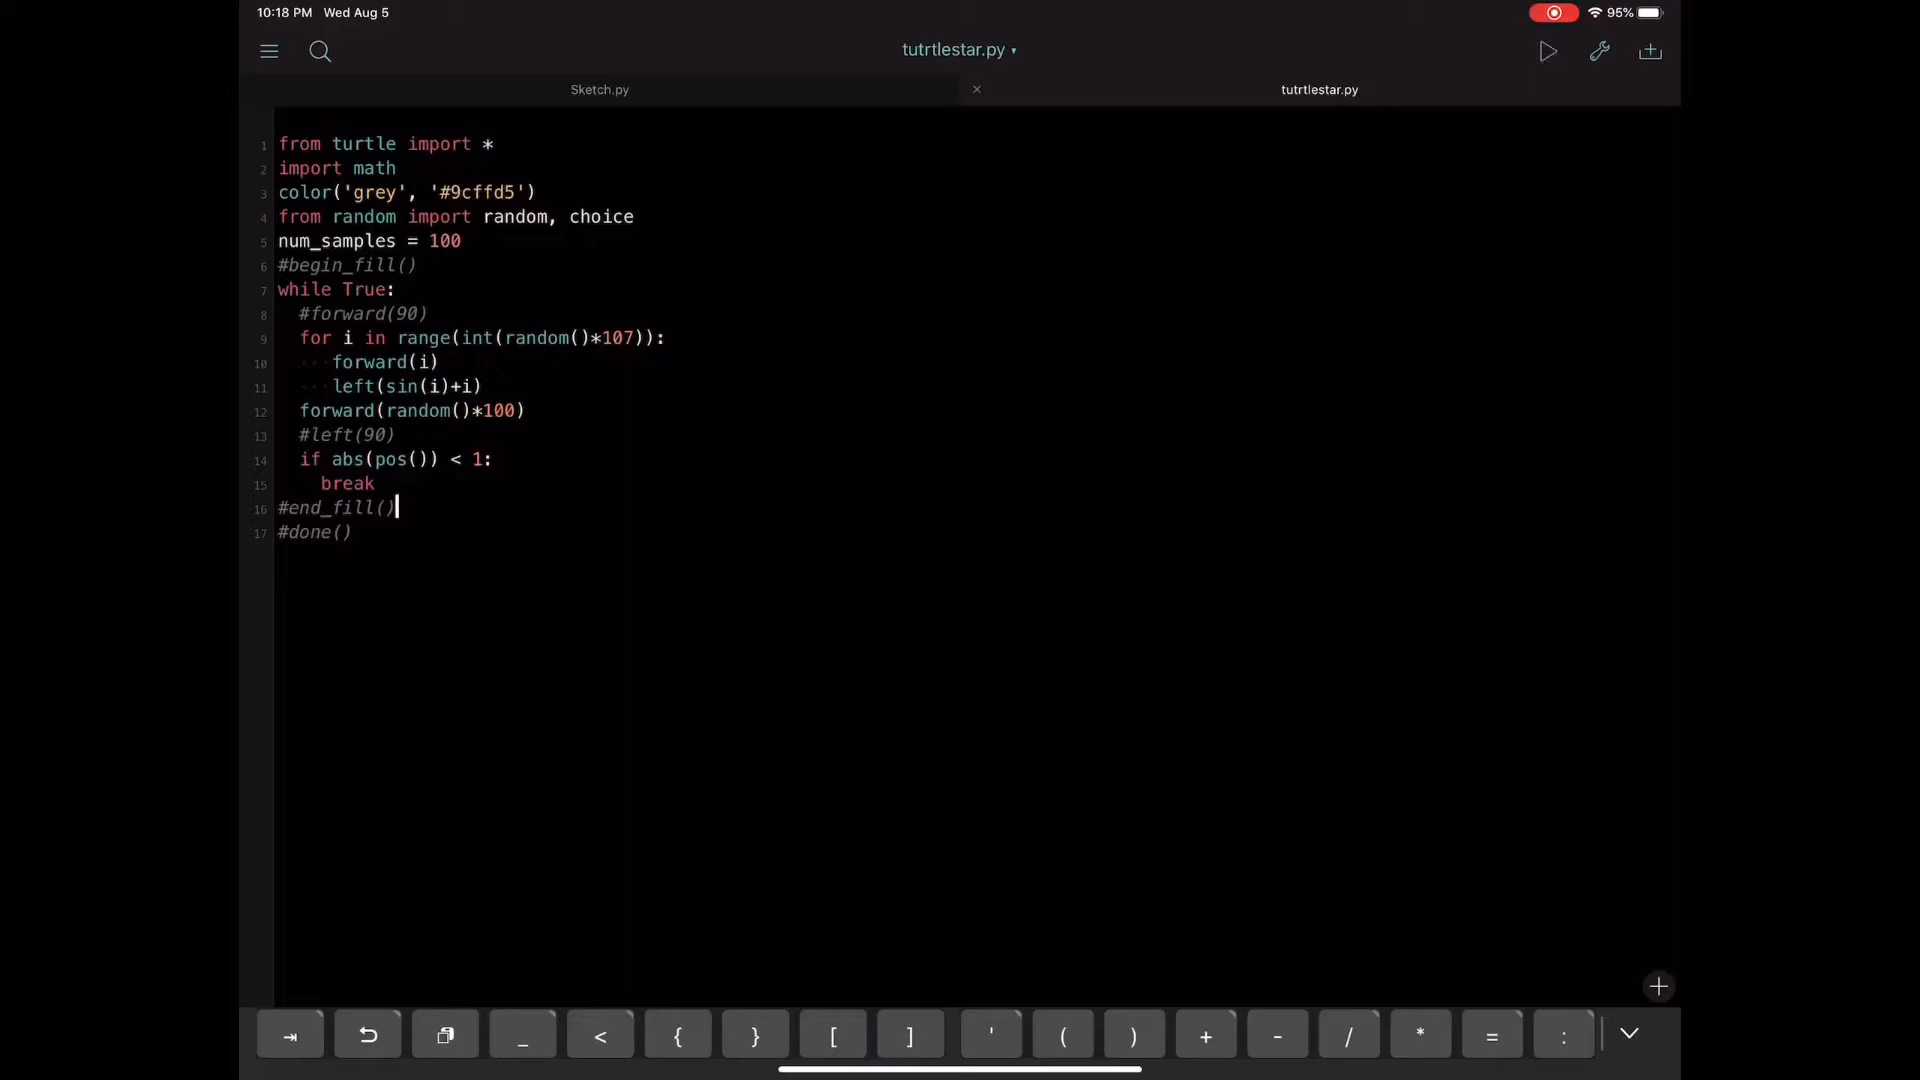 10:18 PM Wed Aug 5
95%
tutrtlestar.py
Sketch.py
tutrtlestar.py
1 from turtle import *
2 import math
3 color('grey', '#9cffd5')
4 from random import random, choice
5 num_samples = 100
6 #begin_fill()
7 while True:
8 #forward(90)
9 for i in range(int(random()*107)):
10 forward(i)
11 left(sin(i)+i)
12 forward(random()*100)
13 #left(90)
14 if abs(pos()) < 1:
15 break
16 #end_fill()
17 #done()
_ < { } [ ] ' ( ) + - / * = :